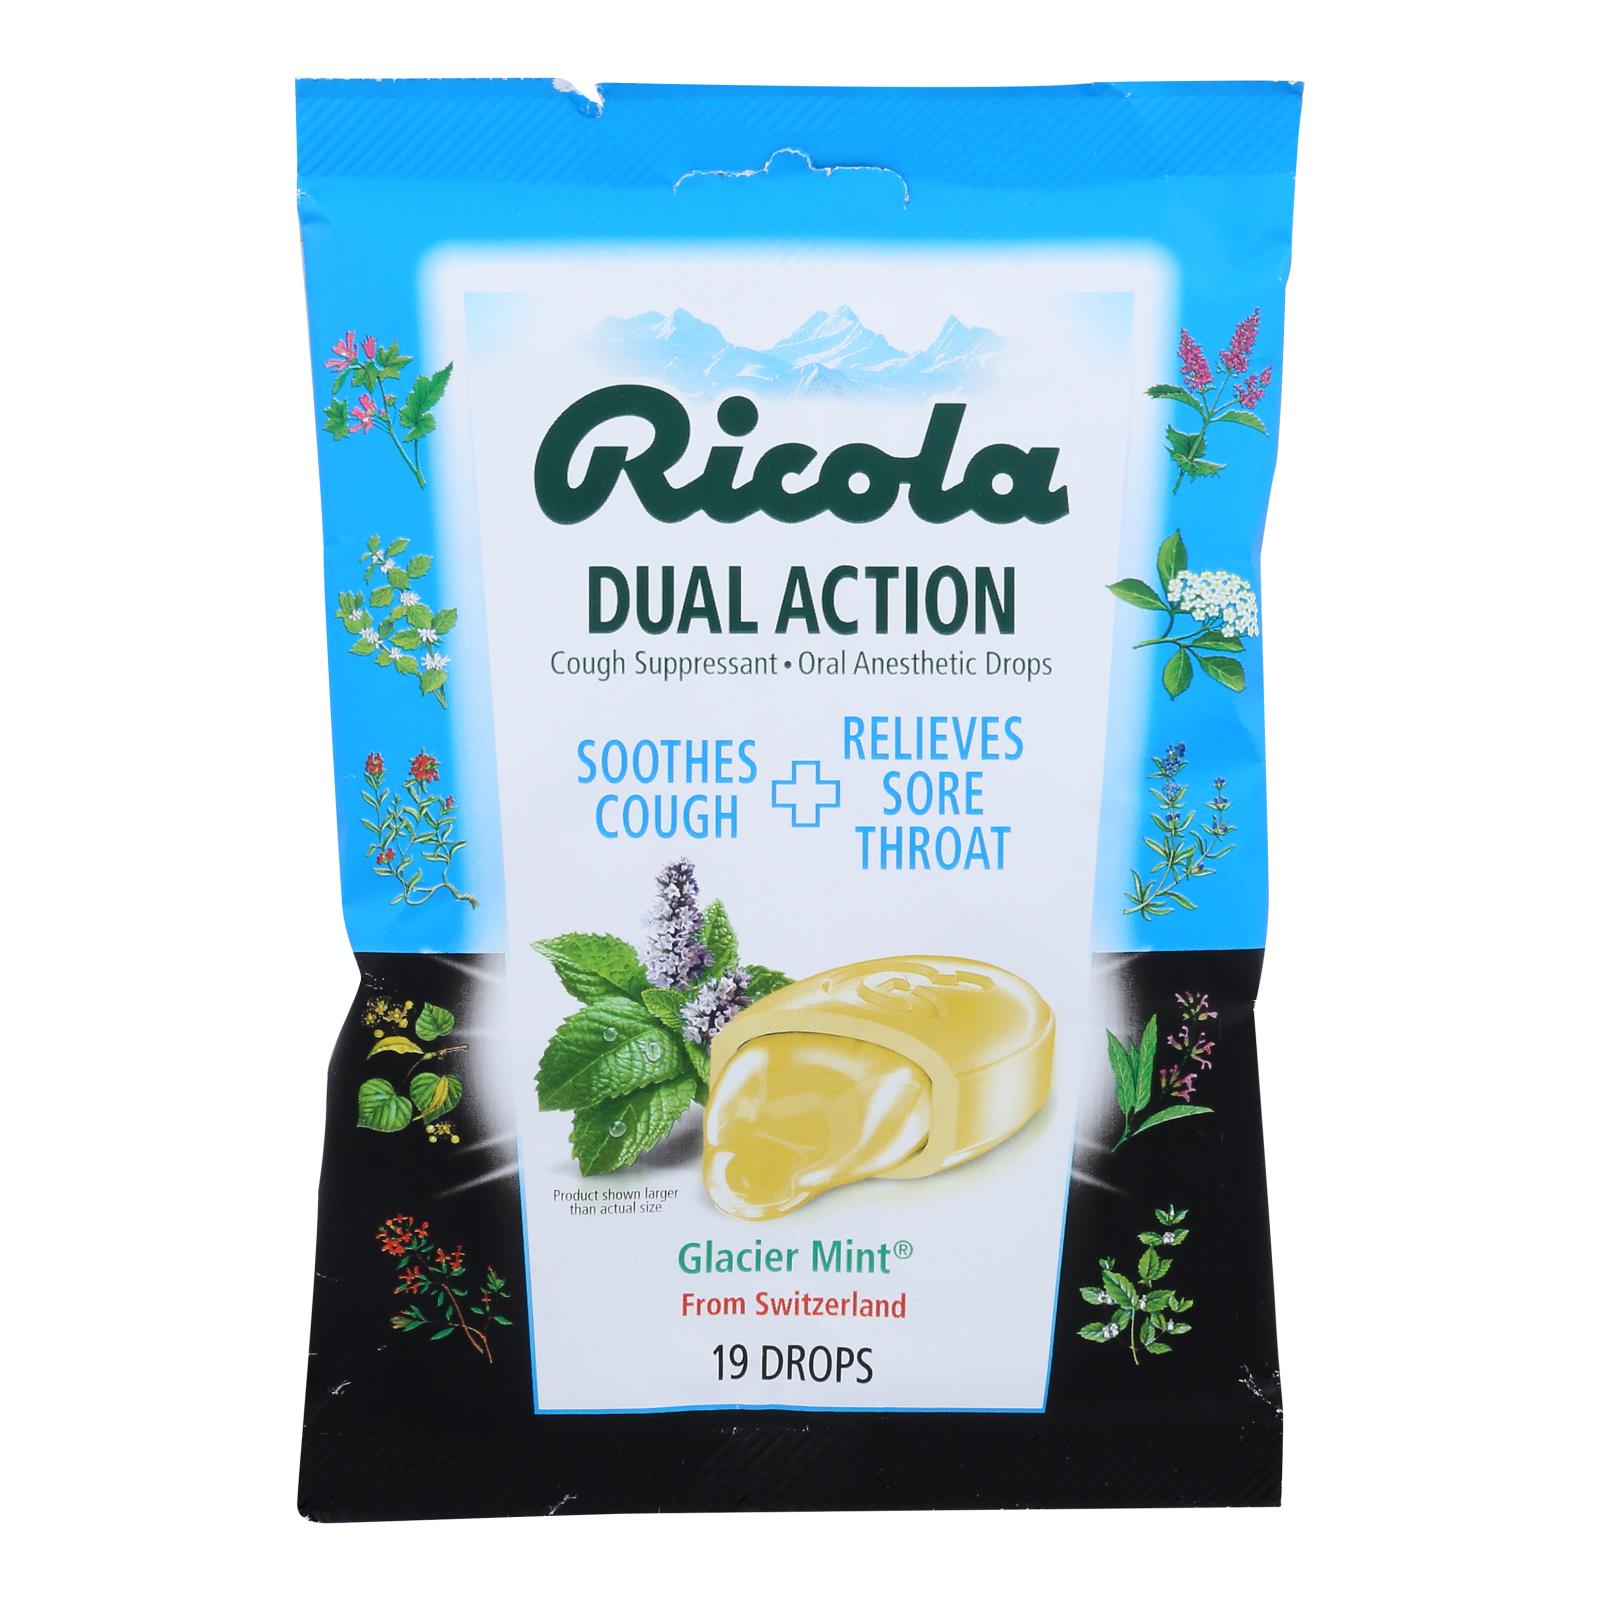 Ricola
DUAL ACTION
Cough Suppressant • Oral Anesthetic Drops
SOOTHES
COUGH
RELIEVES
SORE
THROAT
Product shown larger
than actual size
Glacier Mint®
From Switzerland
19 DROPS